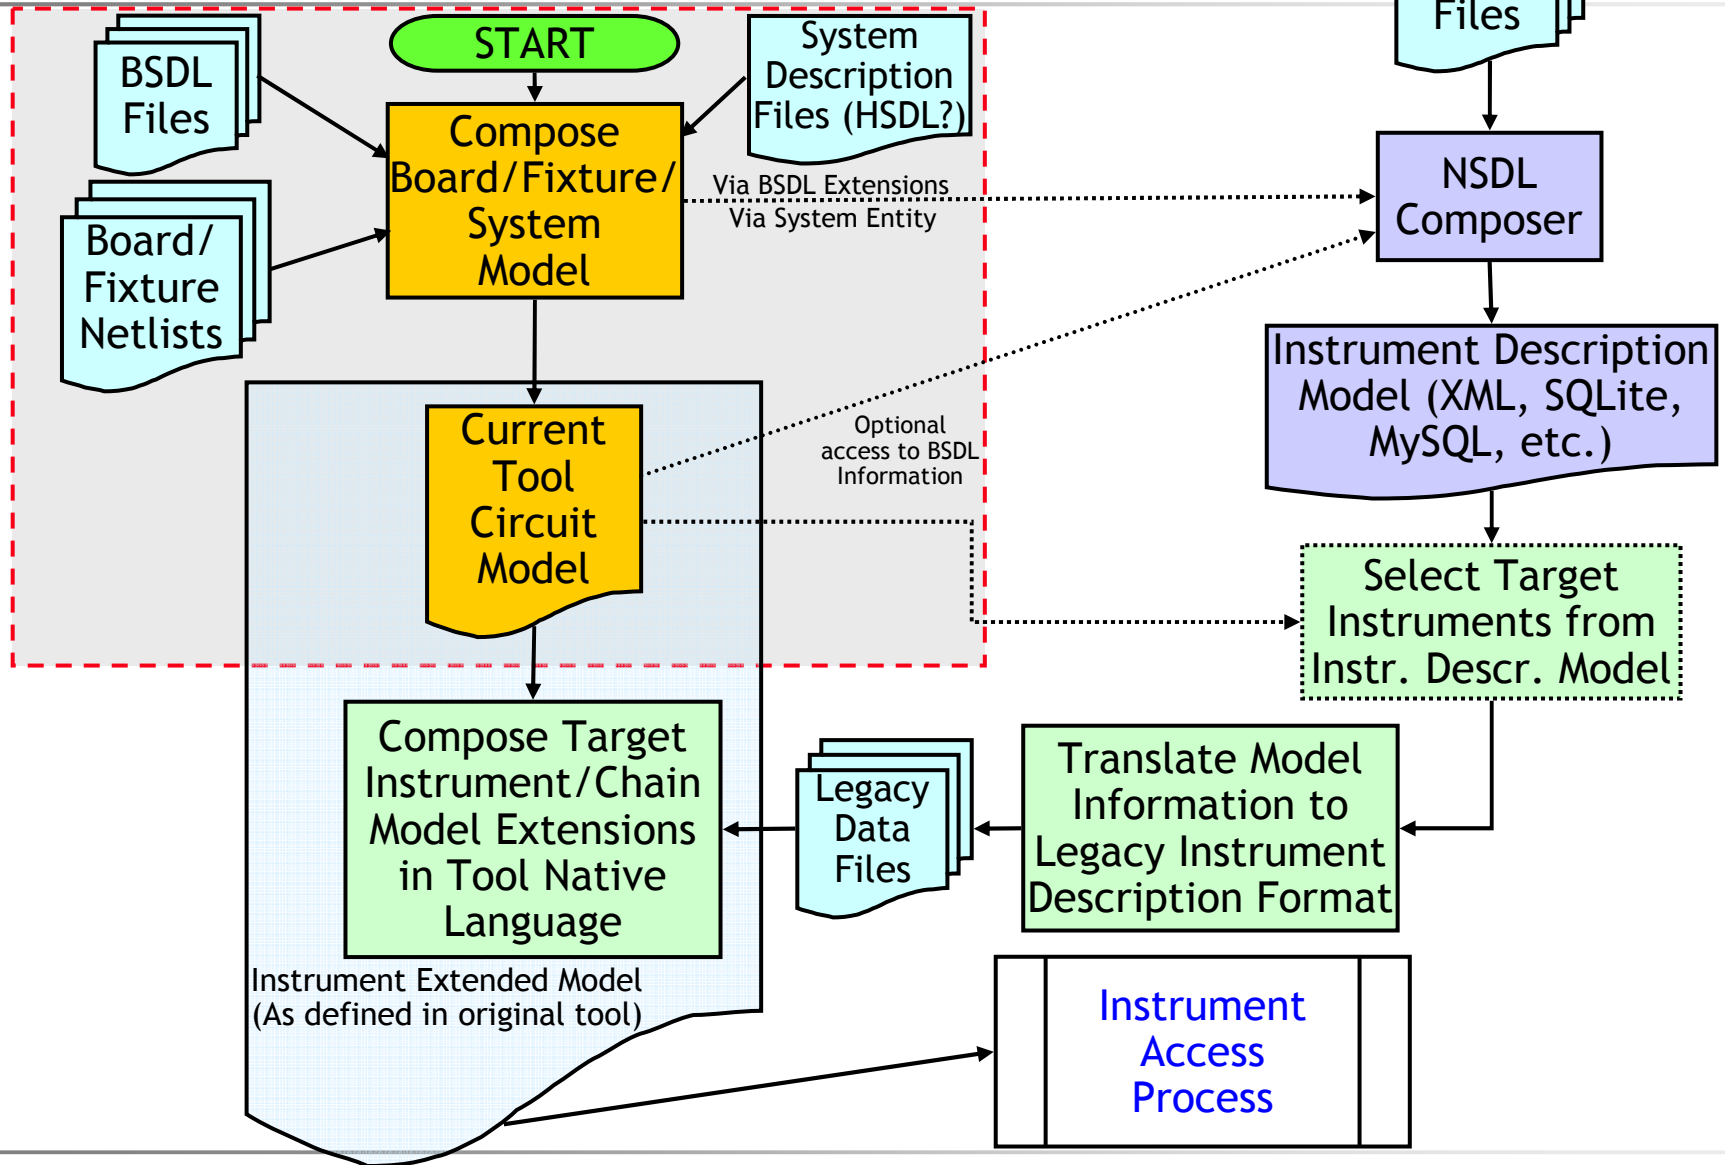 START
BSDL
Files
System
Description
Files (HSDL?)
Files
Compose
Board/Fixture/
System
Model
Via BSDL Extensions
Via System Entity
NSDL
Composer
Board/
Fixture
Netlists
Instrument Description
Model (XML, SQLite,
MySQL, etc.)
Current
Tool
Circuit
Model
Optional
access to BSDL
Information
Select Target
Instruments from
Instr. Descr. Model
Compose Target
Instrument/Chain
Model Extensions
in Tool Native
Language
Legacy
Data
Files
Translate Model
Information to
Legacy Instrument
Description Format
Instrument Extended Model
(As defined in original tool)
Instrument
Access
Process